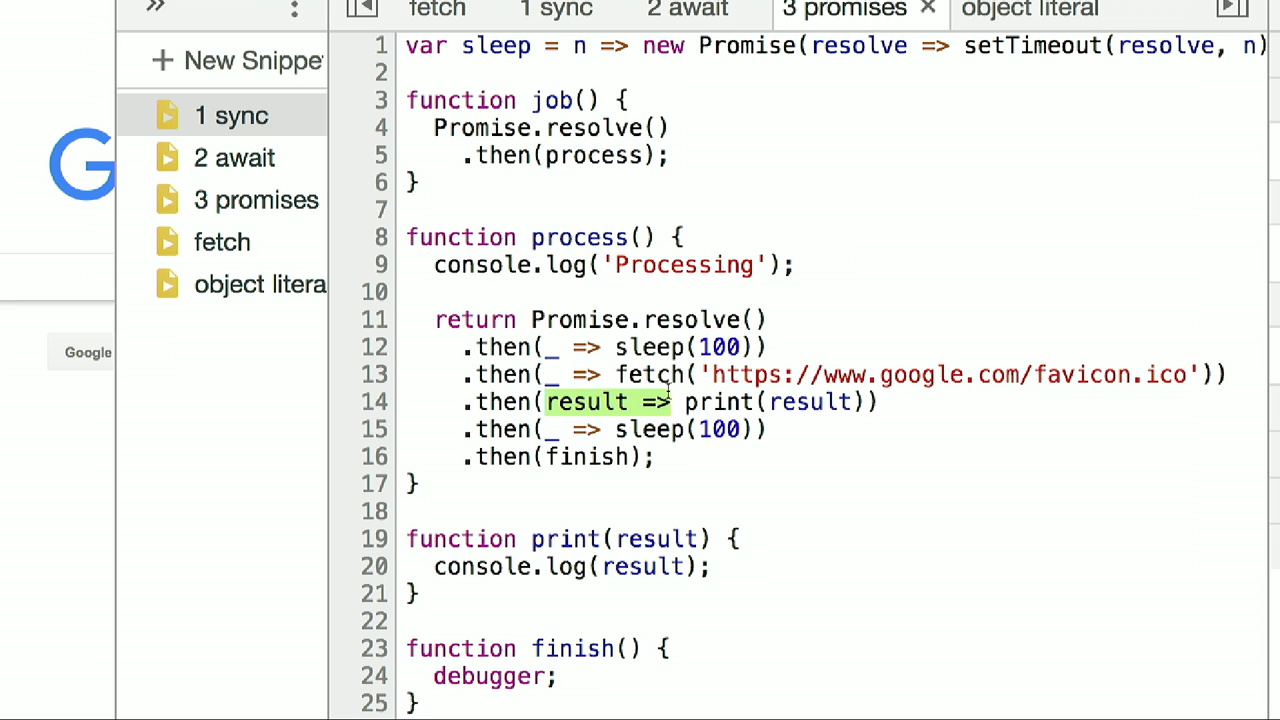 fetch 1 sync 2 await 3 promises × object literal
+ New Snippe
1 sync
2 await
3 promises
fetch
object litera
G
Google
1 var sleep = n => new Promise(resolve => setTimeout(resolve, n)
2
3 function job() {
4 Promise.resolve()
5 .then(process);
6 }
7
8 function process() {
9 console.log('Processing');
10
11 return Promise.resolve()
12 .then(_ => sleep(100))
13 .then(_ => fetch('https://www.google.com/favicon.ico'))
14 .then(result => print(result))
15 .then(_ => sleep(100))
16 .then(finish);
17 }
18
19 function print(result) {
20 console.log(result);
21 }
22
23 function finish() {
24 debugger;
25 }